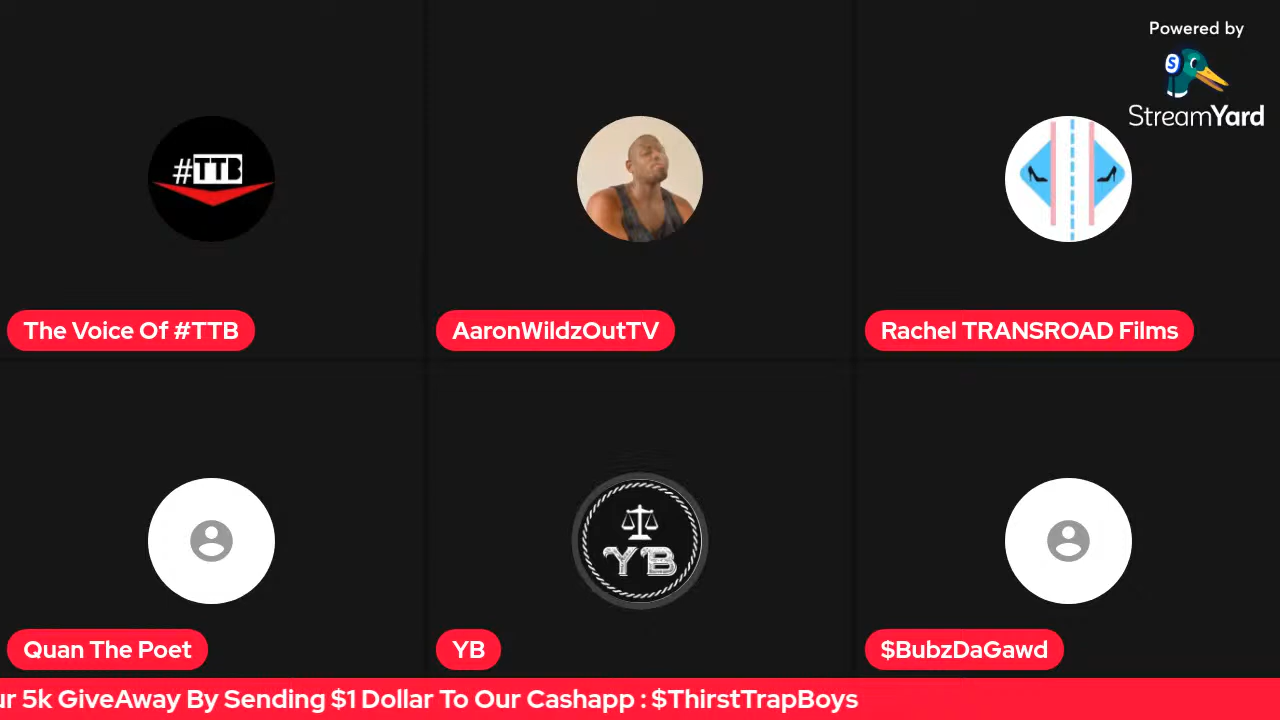 Powered by
S
StreamYard
#TTB
The Voice Of #TTB
AaronWildzOutTV
Rachel TRANSROAD Films
YB
Quan The Poet
YB
$BubzDaGawd
5k GiveAway By Sending $1 Dollar To Our Cashapp : $ThirstTrapBoys